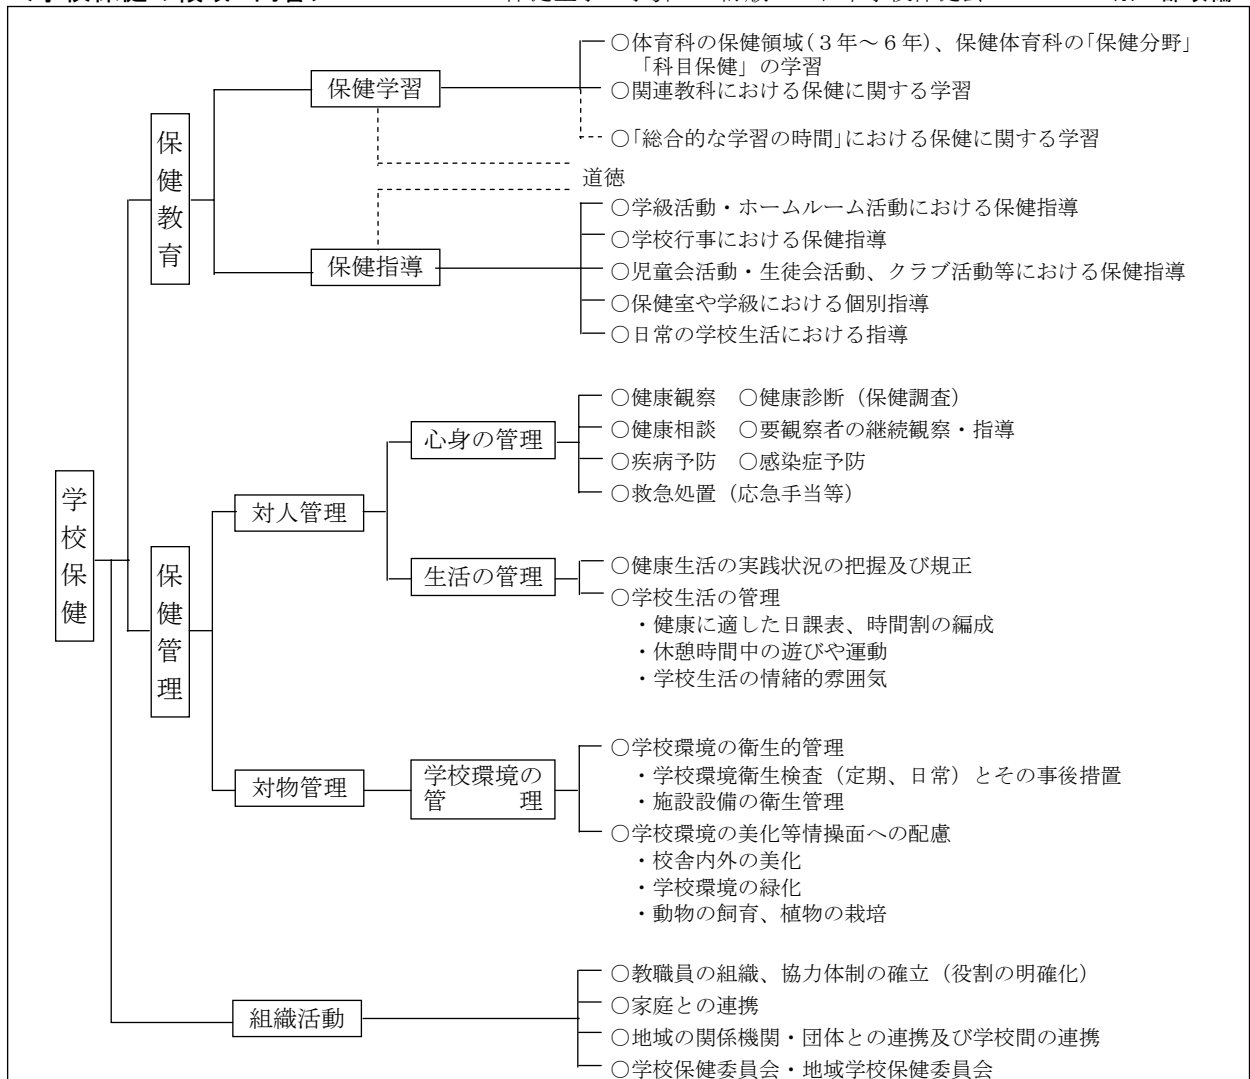 ○体育科の保健領域(３年～６年)、保健体育科の｢保健分野｣
｢科目保健｣の学習
保健学習
○関連教科における保健に関する学習
○｢総合的な学習の時間｣における保健に関する学習
道徳
保健教育
○学級活動・ホームルーム活動における保健指導
○学校行事における保健指導
保健指導
○児童会活動・生徒会活動、クラブ活動等における保健指導
○保健室や学級における個別指導
○日常の学校生活における指導
○健康観察　○健康診断（保健調査）
心身の管理
○健康相談　○要観察者の継続観察・指導
○疾病予防　○感染症予防
○救急処置（応急手当等）
学校保健
対人管理
保健管理
生活の管理
○健康生活の実践状況の把握及び規正
○学校生活の管理
・健康に適した日課表、時間割の編成
・休憩時間中の遊びや運動
・学校生活の情緒的雰囲気
対物管理
学校環境の
管　　　理
○学校環境の衛生的管理
・学校環境衛生検査（定期、日常）とその事後措置
・施設設備の衛生管理
○学校環境の美化等情操面への配慮
・校舎内外の美化
・学校環境の緑化
・動物の飼育、植物の栽培
組織活動
○教職員の組織、協力体制の確立（役割の明確化）
○家庭との連携
○地域の関係機関・団体との連携及び学校間の連携
○学校保健委員会・地域学校保健委員会